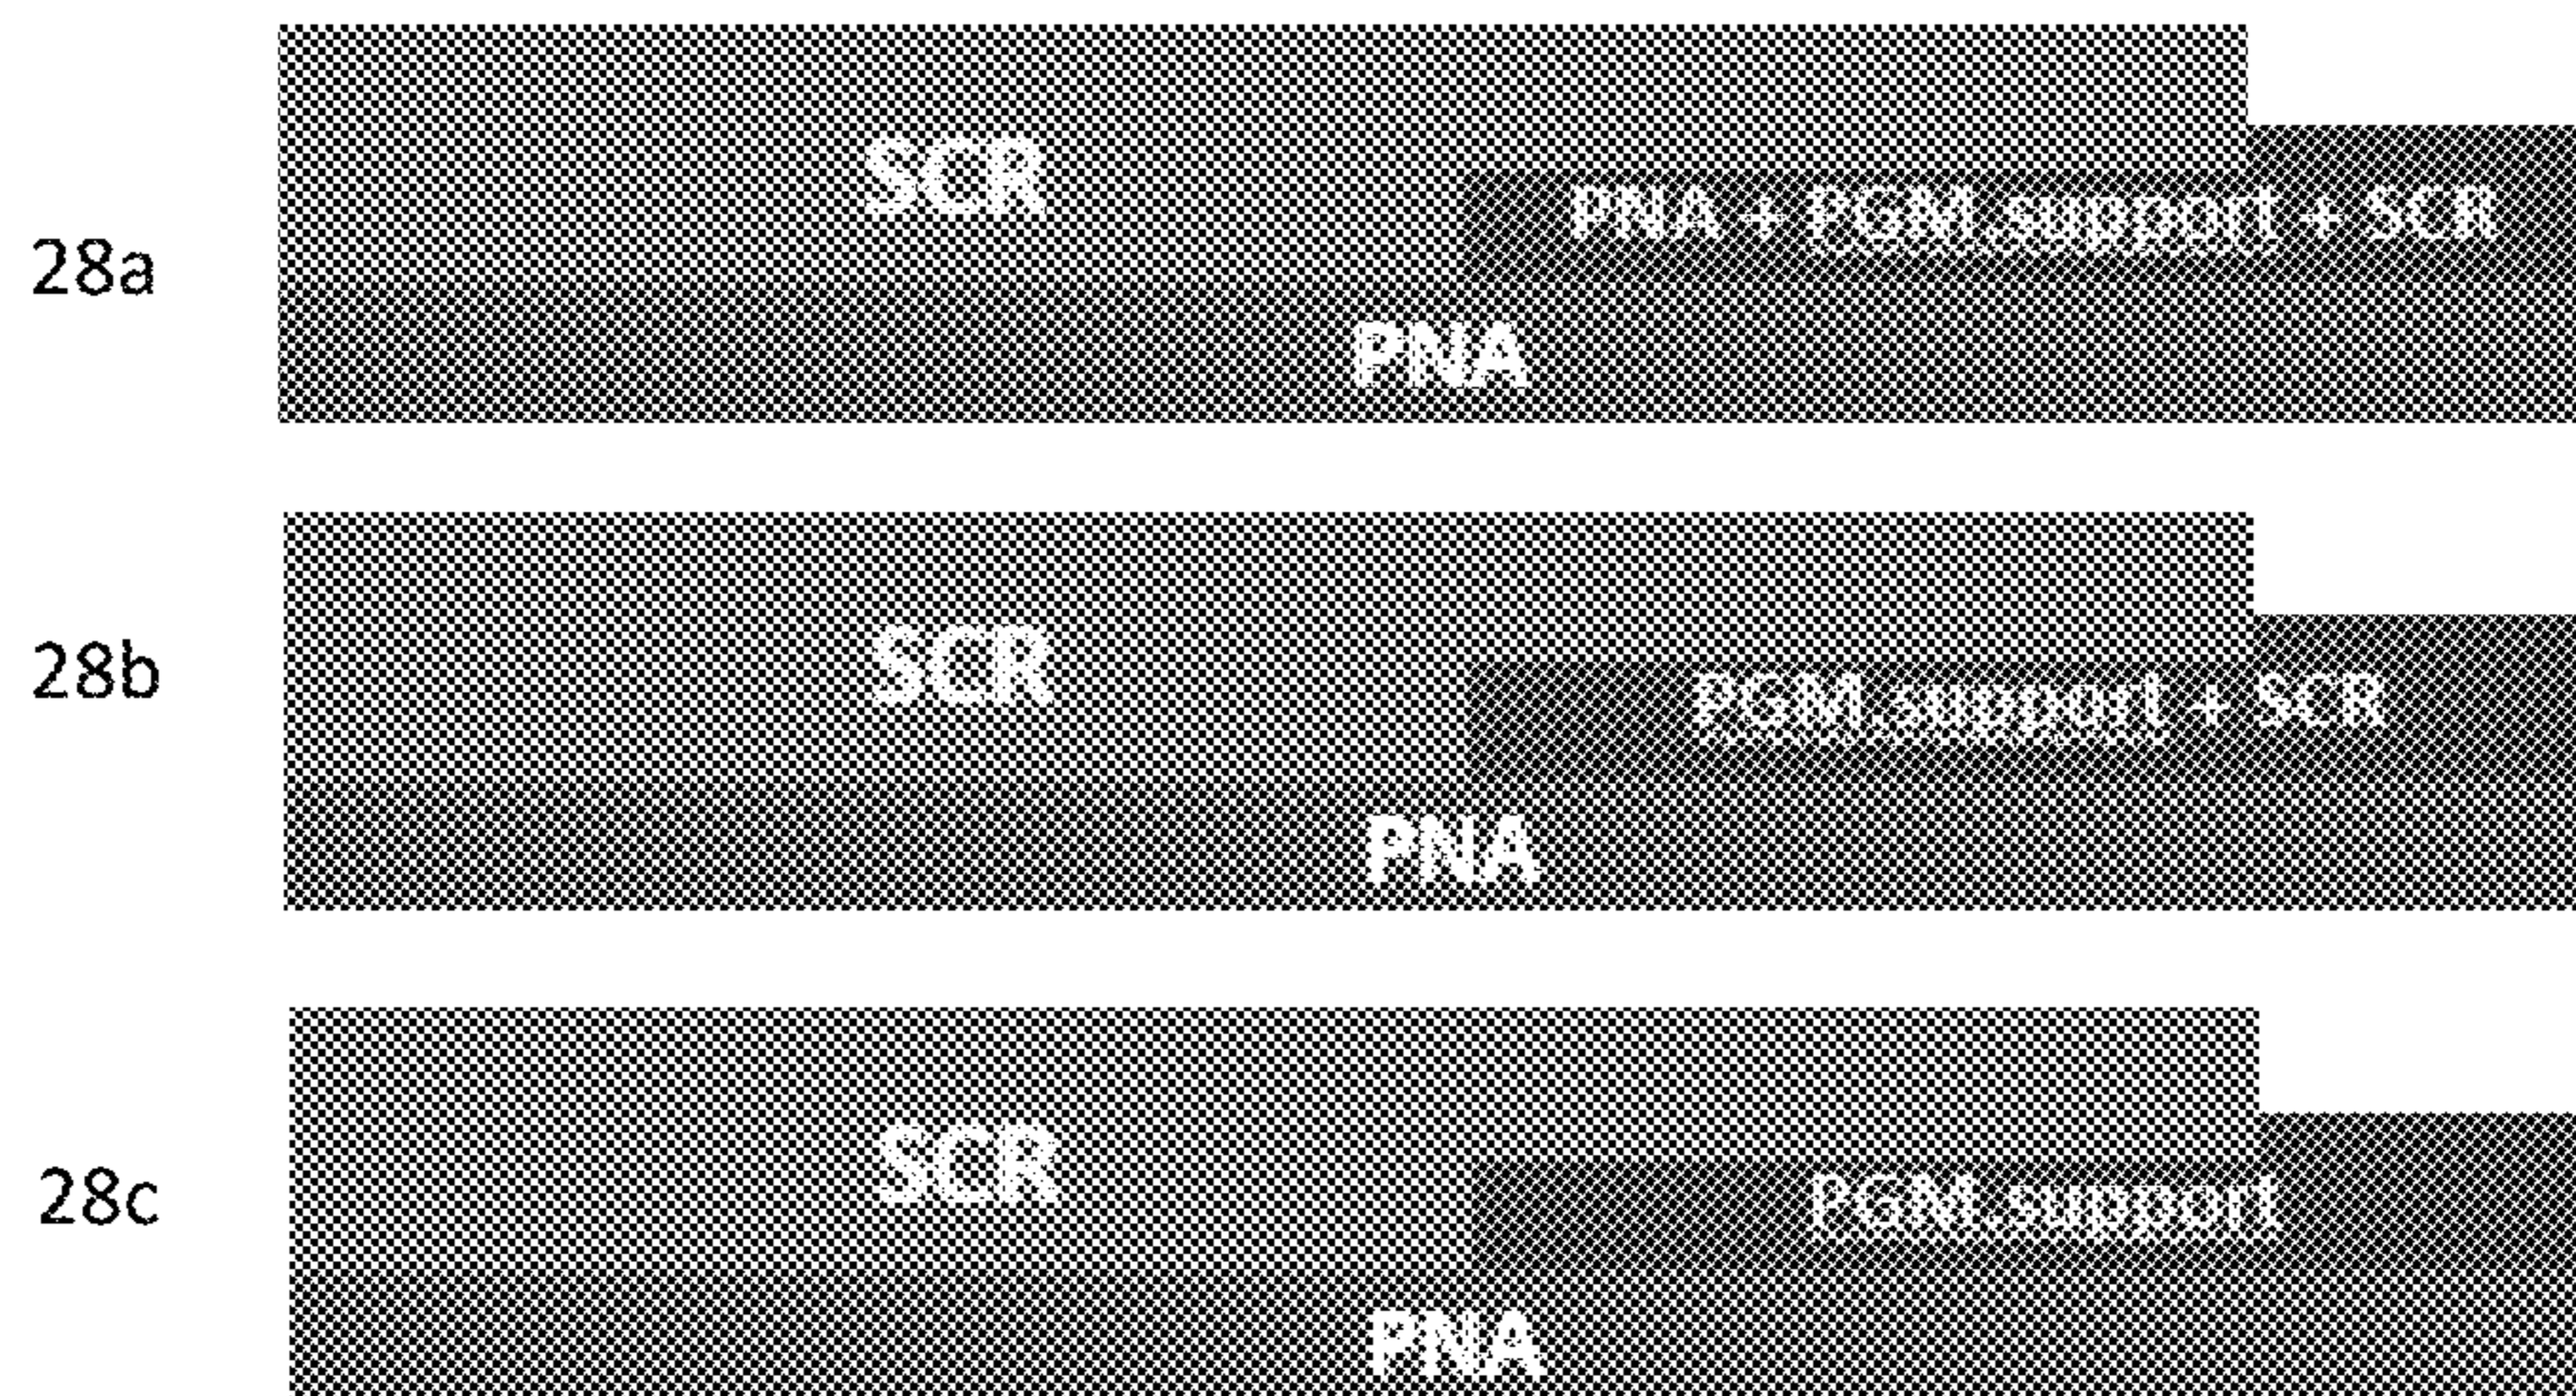 28a
SCR
PNA + PGM.support + SCR
PNA
28b
SCR
PGM.support + SCR
PNA
28c
SCR
PGM.support
PNA